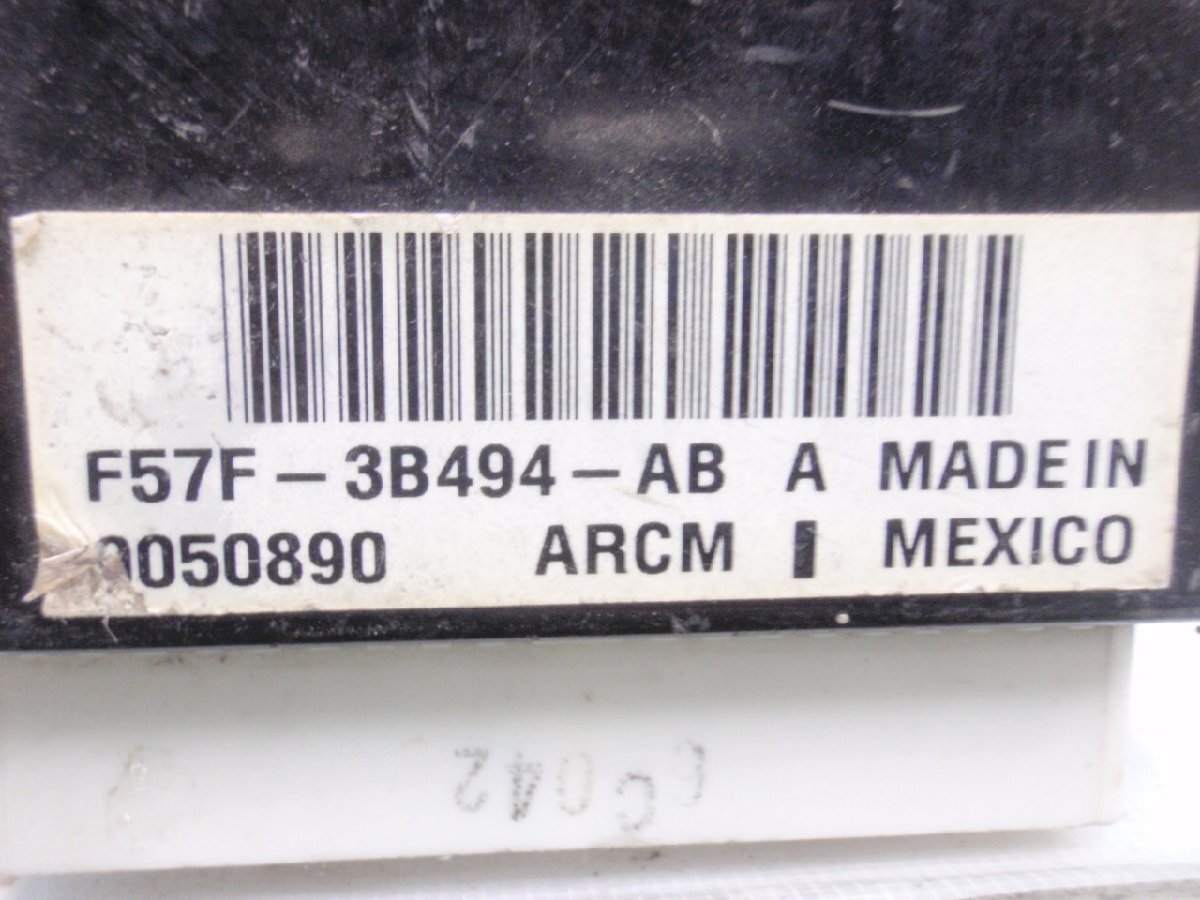 F57F-3B494-AB A MADE IN
0050890 ARCM MEXICO